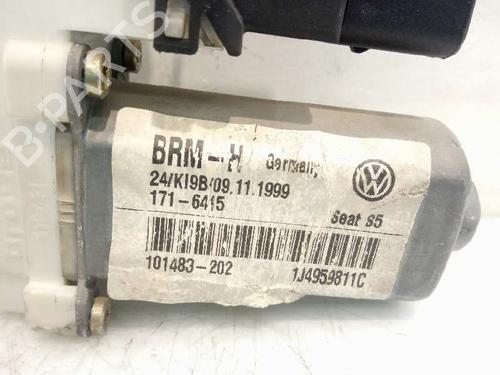 B-PARTS
BRM-H Germany
24/KI9B/09.11.1999
171-6415
Seat S5
101483-202
1J4959811C